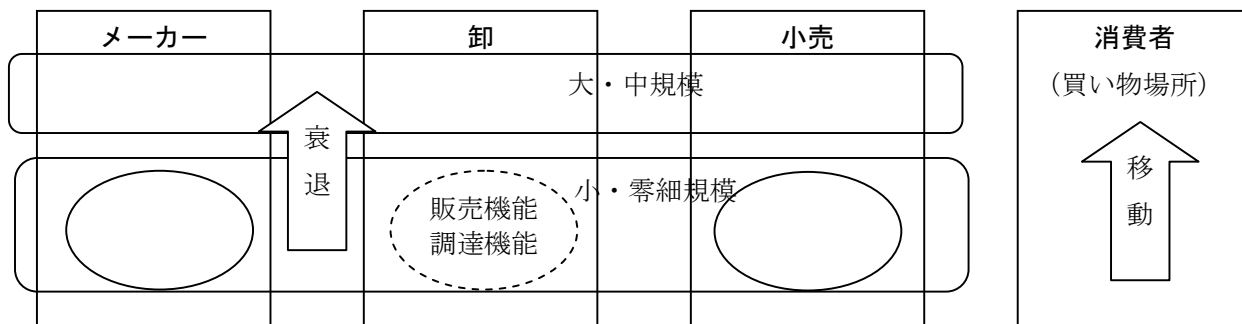 メーカー
卸
小売
消費者
大・中規模
(買い物場所)
衰退
小・零細規模
販売機能
調達機能
移動